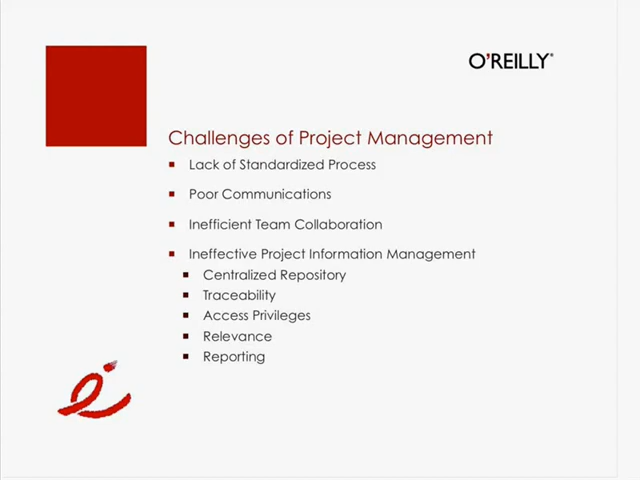 O'REILLY®
Challenges of Project Management
Lack of Standardized Process
Poor Communications
Inefficient Team Collaboration
Ineffective Project Information Management
Centralized Repository
Traceability
Access Privileges
Relevance
Reporting